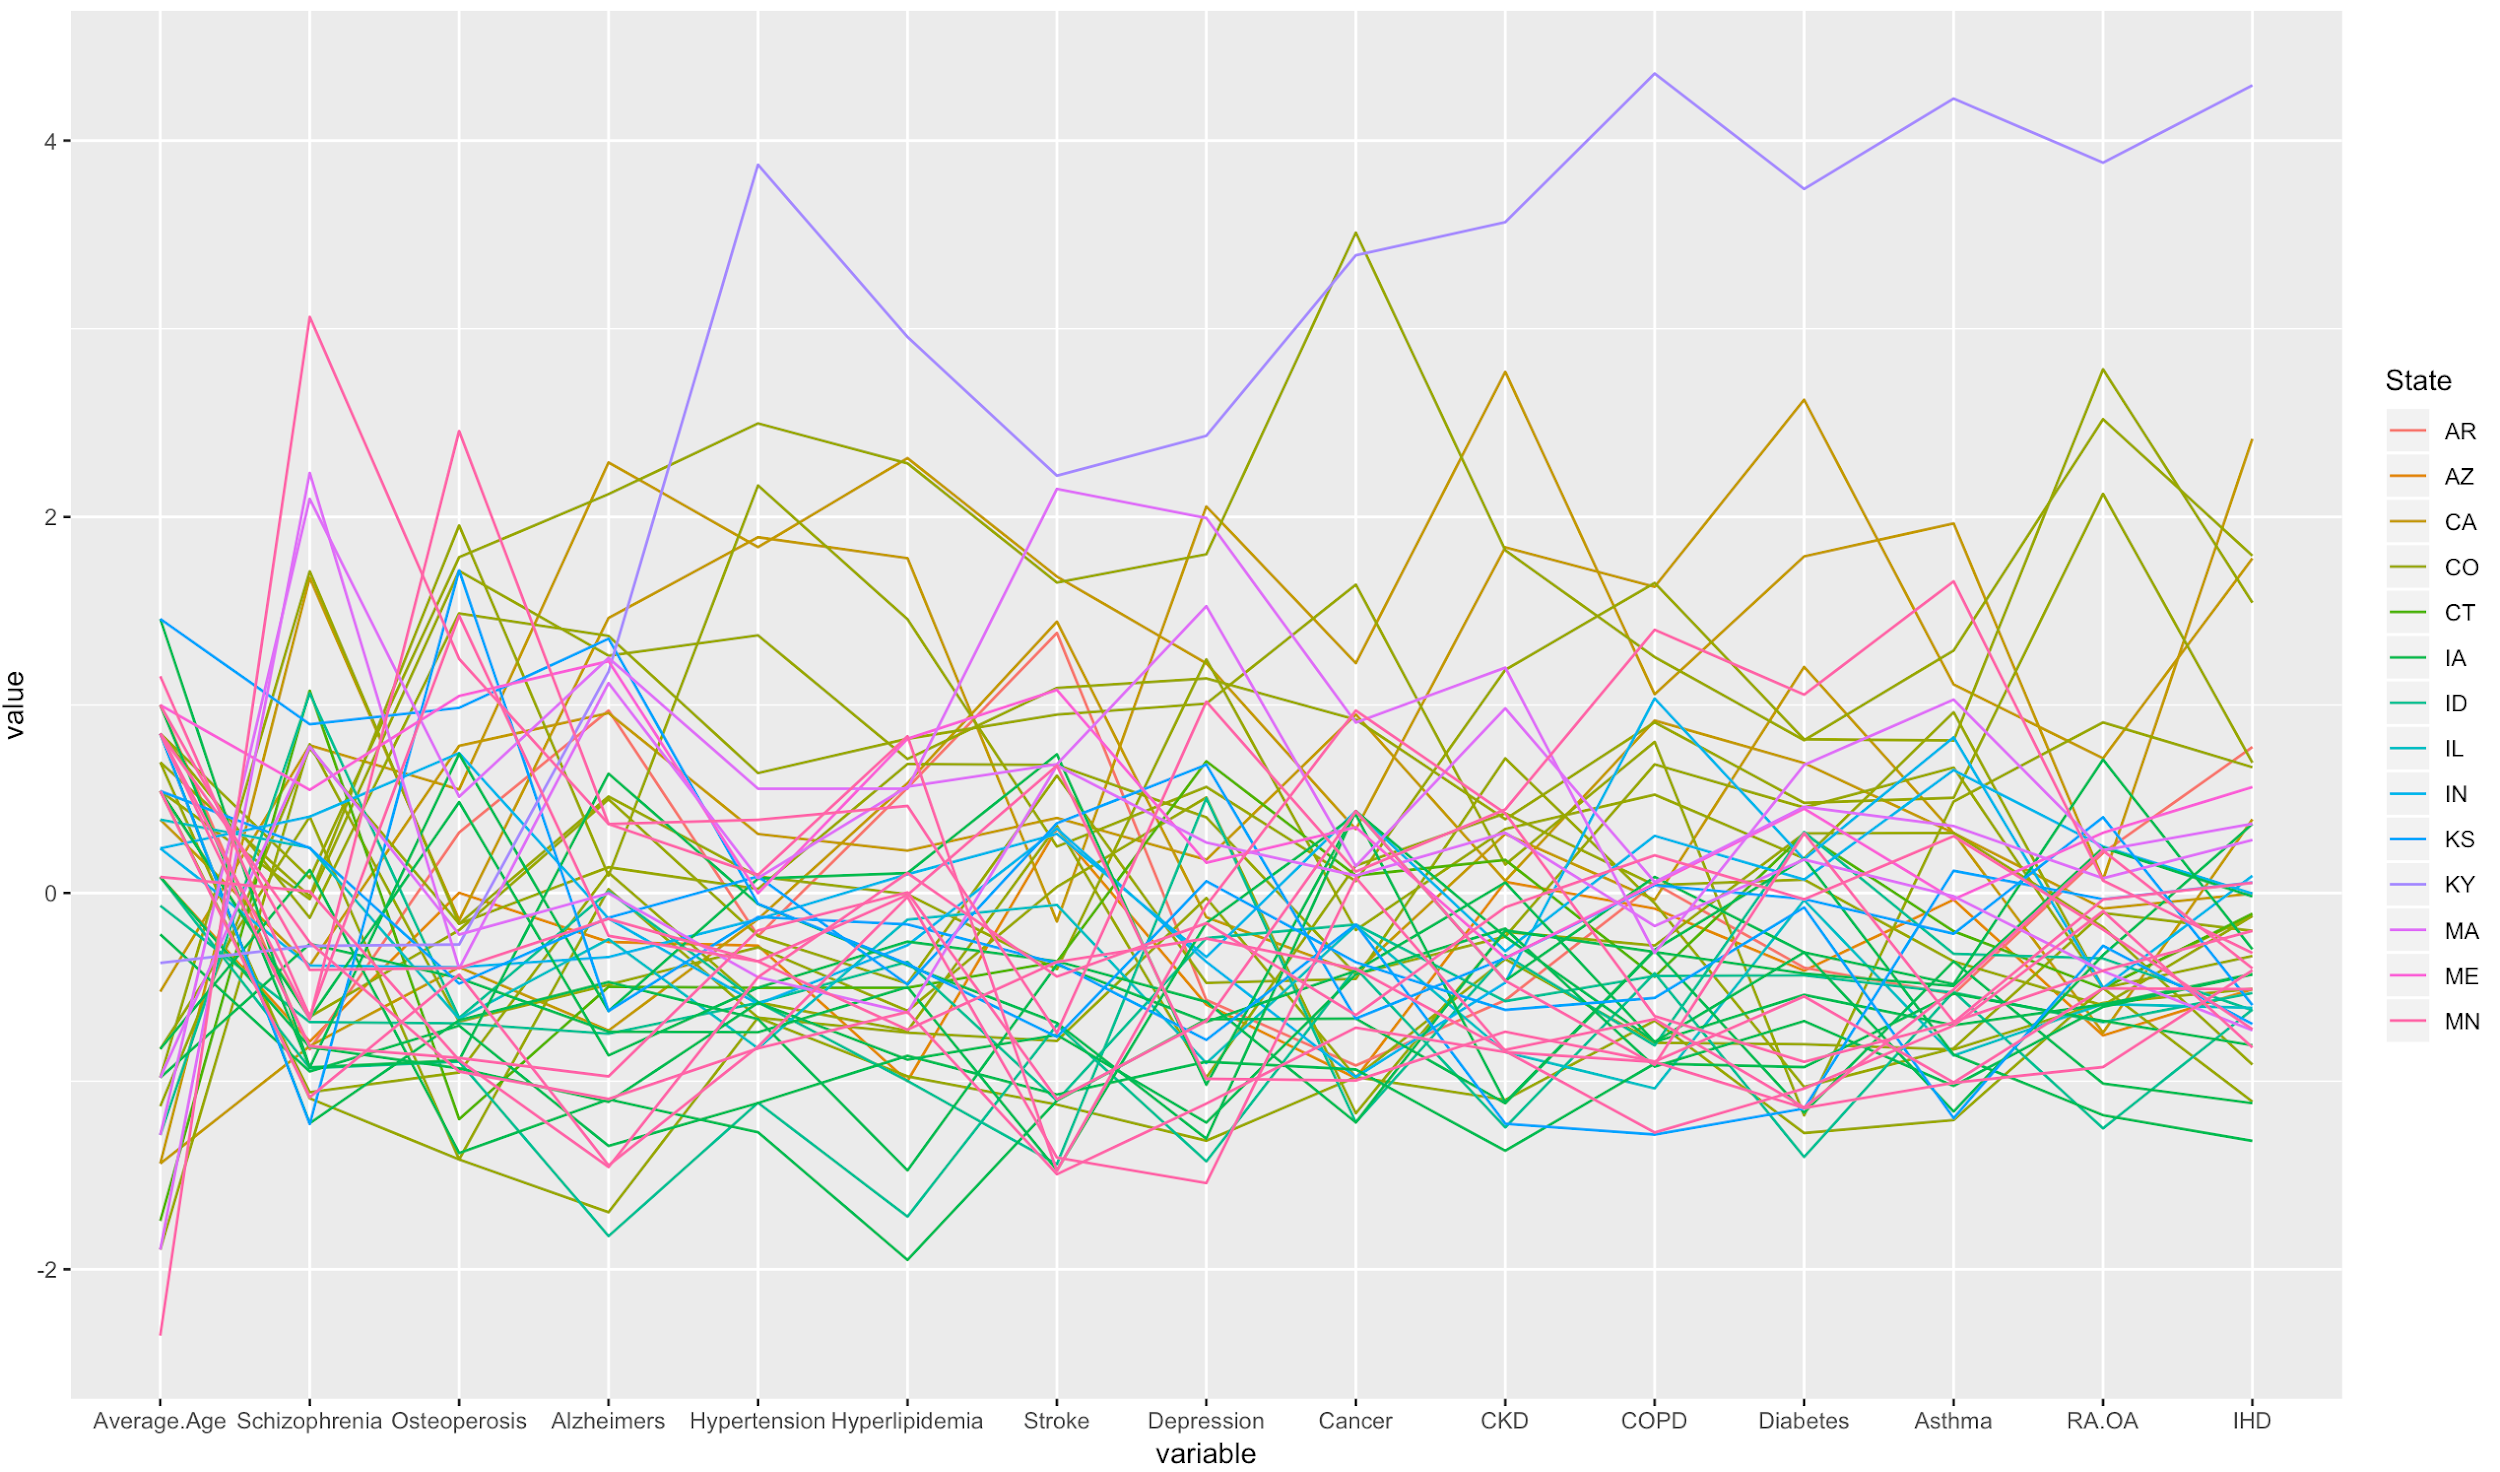 4
2
0
-2
value
Average.Age Schizophrenia Osteoperosis Alzheimers Hypertension Hyperlipidemia Stroke Depression Cancer CKD COPD Diabetes Asthma RA.OA IHD
variable
State
AR
AZ
CA
CO
CT
IA
ID
IL
IN
KS
KY
MA
ME
MN